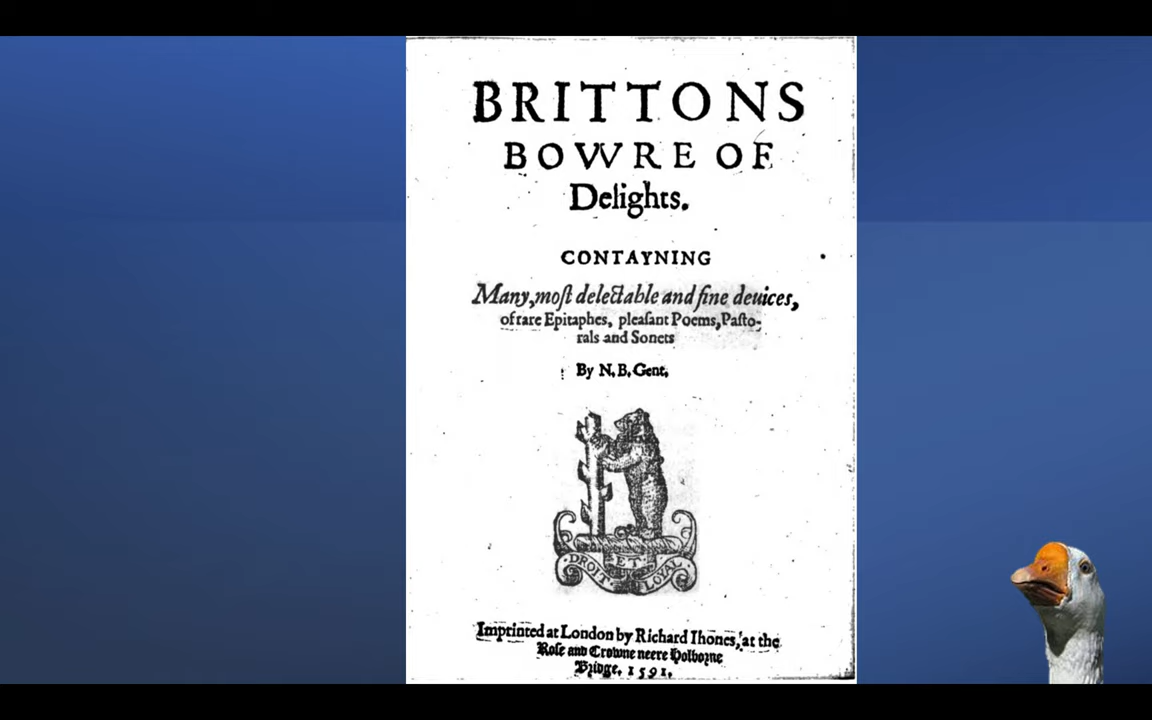 BRITTONS
BOWRE OF
Delights.
CONTAYNING
Many, moſt delectable and fine deuices,
of rare Epitaphes, pleaſant Poems, Paſto-
rals and Sonets
By N. B. Gent.
DROIT ET LOYAL
Imprinted at London by Richard Ihones, at the
Roſe and Crowne neere Holborne
Bridge. 1591.